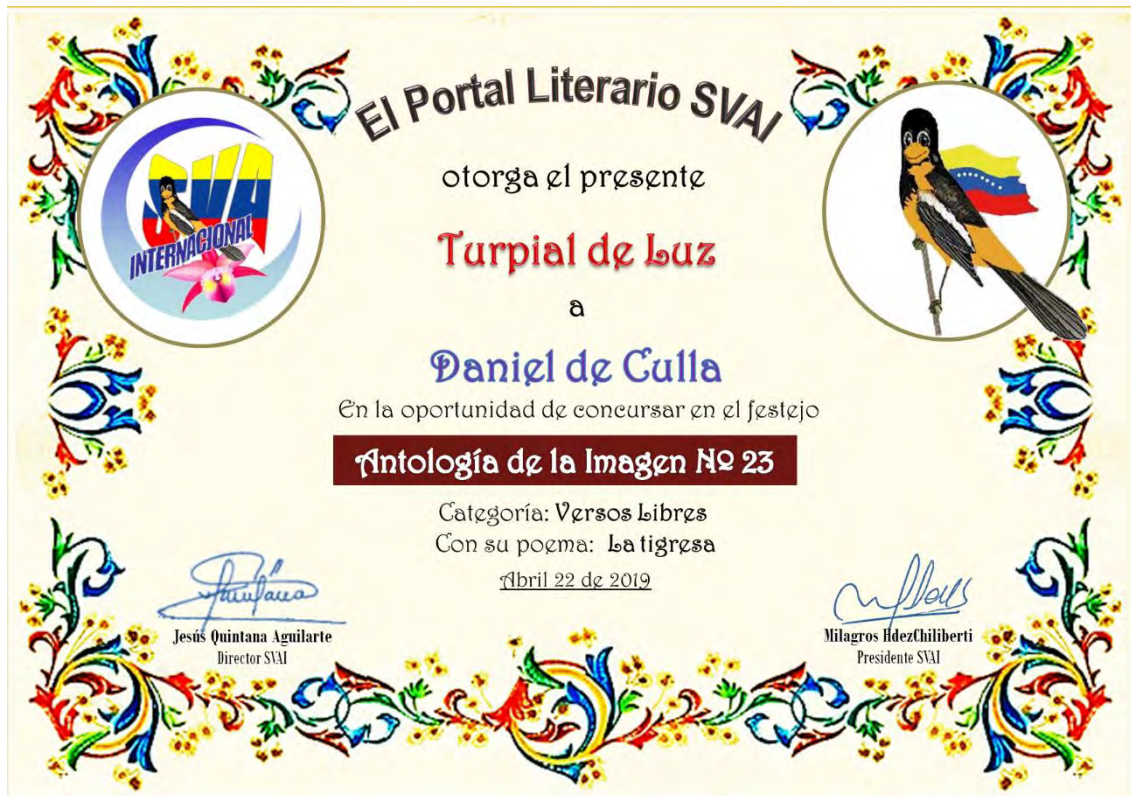 El Portal Literario SVAI
otorga el presente
Turpial de Luz
a
Daniel de Culla
En la oportunidad de concursar en el festejo
Antología de la Imagen Nº 23
Categoría: Versos Libres
Con su poema: La tigresa
Abril 22 de 2019
SVA
INTERNACIONAL
Jesús Quintana Aguilarte
Director SVAI
Milagros HdezChiliberti
Presidente SVAI